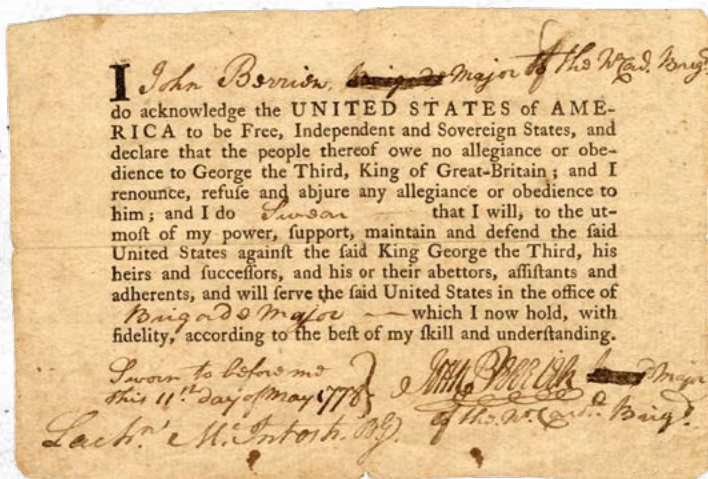 I John Berrien, Brigade Major of the No. Cad. Brigd.
do acknowledge the UNITED STATES of AME-
RICA to be Free, Independent and Sovereign States, and
declare that the people thereof owe no allegiance or obe-
dience to George the Third, King of Great-Britain; and I
renounce, refuse and abjure any allegiance or obedience to
him; and I do Swear that I will, to the ut-
moſt of my power, ſupport, maintain and defend the ſaid
United States againſt the ſaid King George the Third, his
heirs and ſucceſſors, and his or their abettors, aſſiſtants and
adherents, and will ſerve the ſaid United States in the office of
Brigade Major which I now hold, with
fidelity, according to the beſt of my ſkill and underſtanding.
Sworn to before me
this 11th day of May 1778
John Berrien Major
of the No. Card. Brigd.
Lachn. McIntosh. B.G.